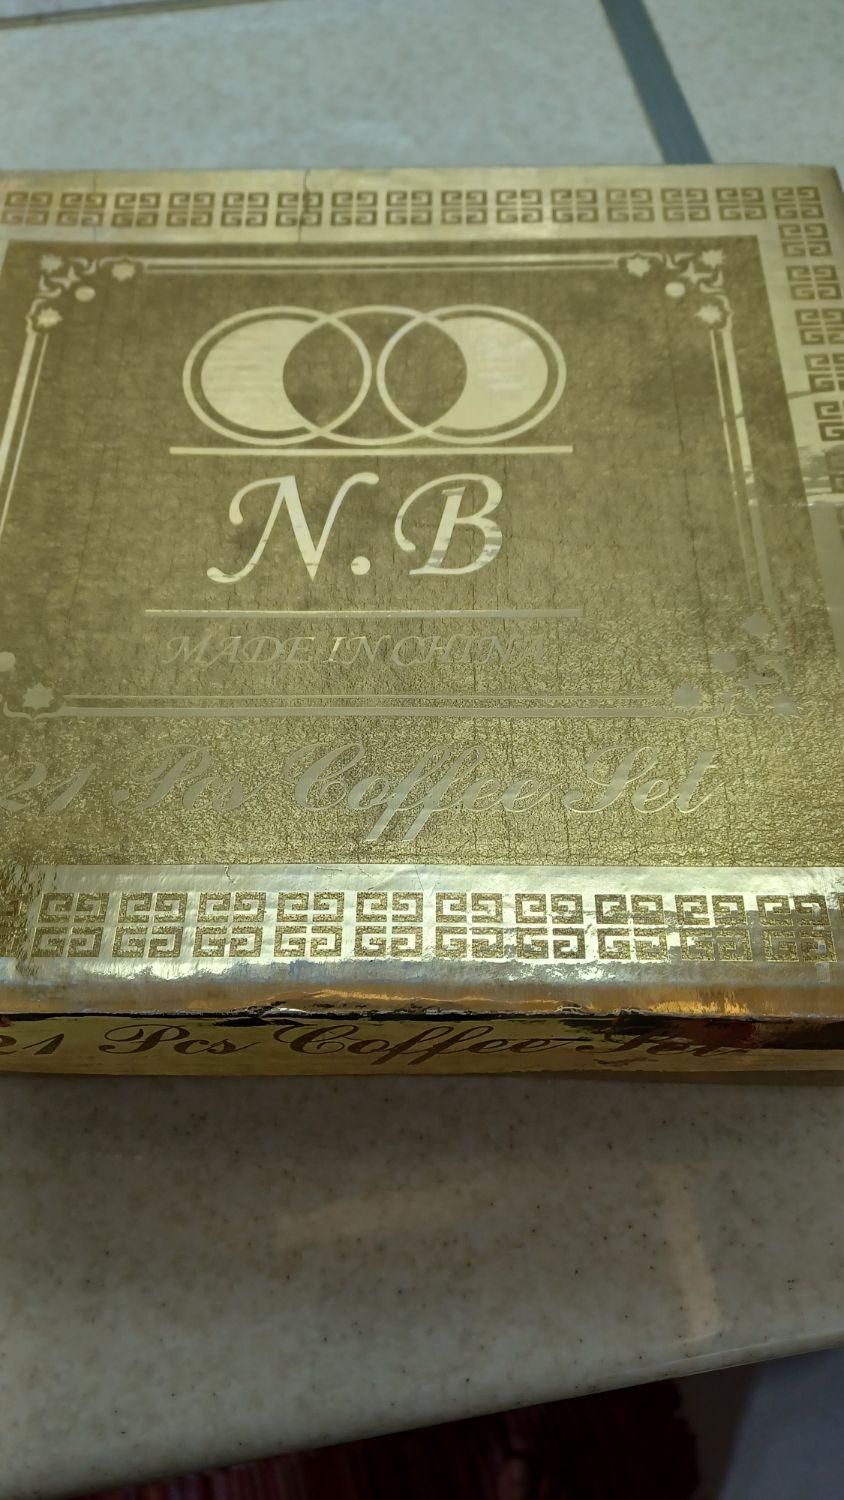 N.B
MADE IN CHINA
21 Pcs Coffee Set
21 Pcs Coffee Set